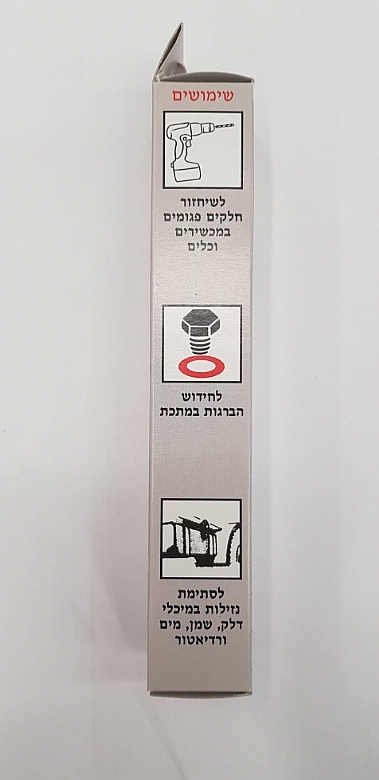 שימושים
לשיחזור
חלקים פגומים
במכשירים
וכלים
לחידוש
הברגות במתכת
לסתימת
נזילות במיכלי
דלק, שמן, מים
ורדיאטור